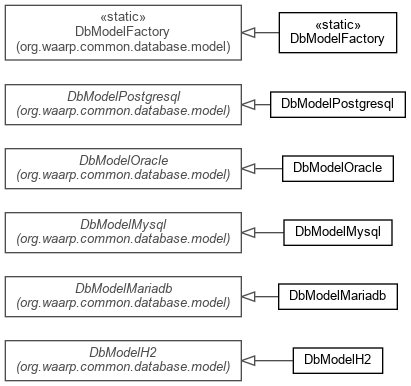 «static»
DbModelFactory
(org.waarp.common.database.model)
«static»
DbModelFactory
DbModelPostgresql
(org.waarp.common.database.model)
DbModelPostgresql
DbModelOracle
(org.waarp.common.database.model)
DbModelOracle
DbModelMysql
(org.waarp.common.database.model)
DbModelMysql
DbModelMariadb
(org.waarp.common.database.model)
DbModelMariadb
DbModelH2
(org.waarp.common.database.model)
DbModelH2